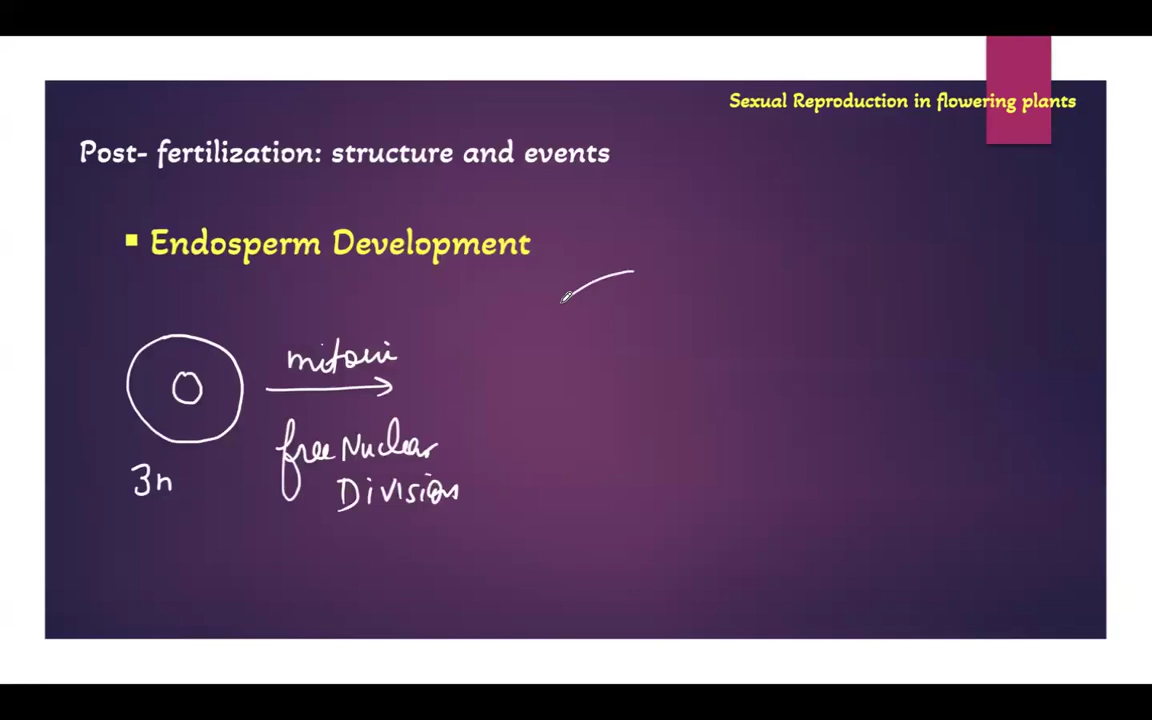 Sexual Reproduction in flowering plants
Post- fertilization: structure and events
▪ Endosperm Development
mitosis
free Nuclear
Division
3n